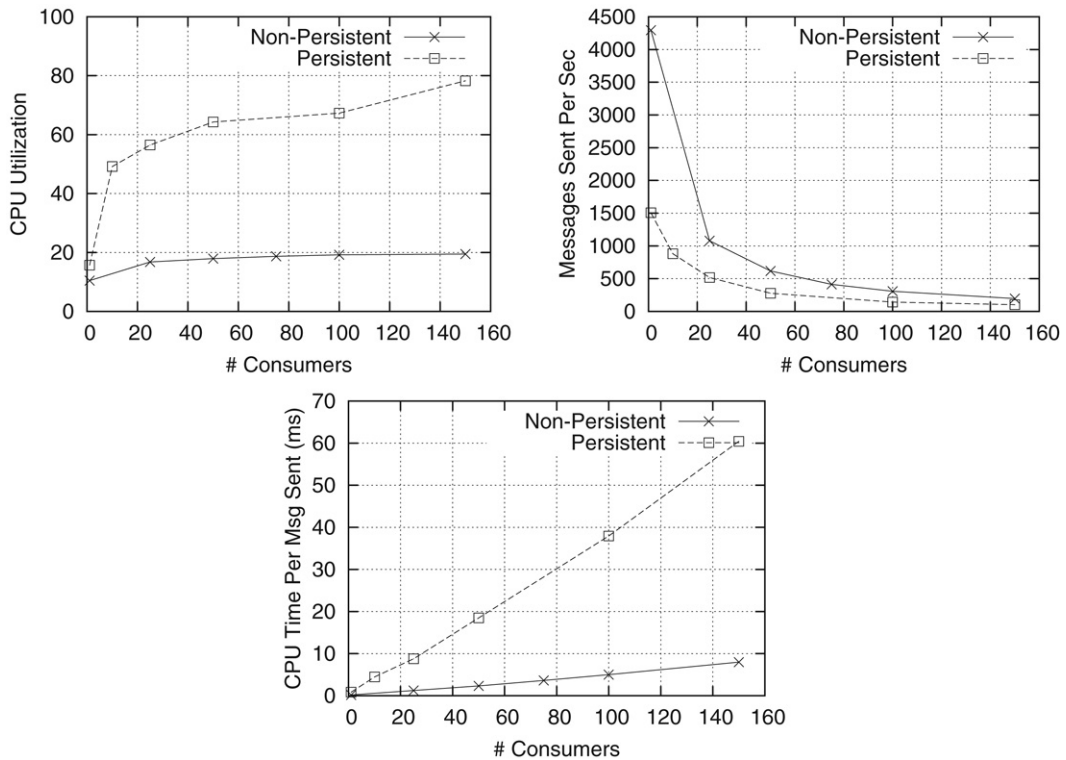 CPU Utilization
100
80
60
40
20
0
Non-Persistent
Persistent
0 20 40 60 80 100 120 140 160
# Consumers
Messages Sent Per Sec
4500
4000
3500
3000
2500
2000
1500
1000
500
0
Non-Persistent
Persistent
0 20 40 60 80 100 120 140 160
# Consumers
CPU Time Per Msg Sent (ms)
70
60
50
40
30
20
10
0
Non-Persistent
Persistent
0 20 40 60 80 100 120 140 160
# Consumers